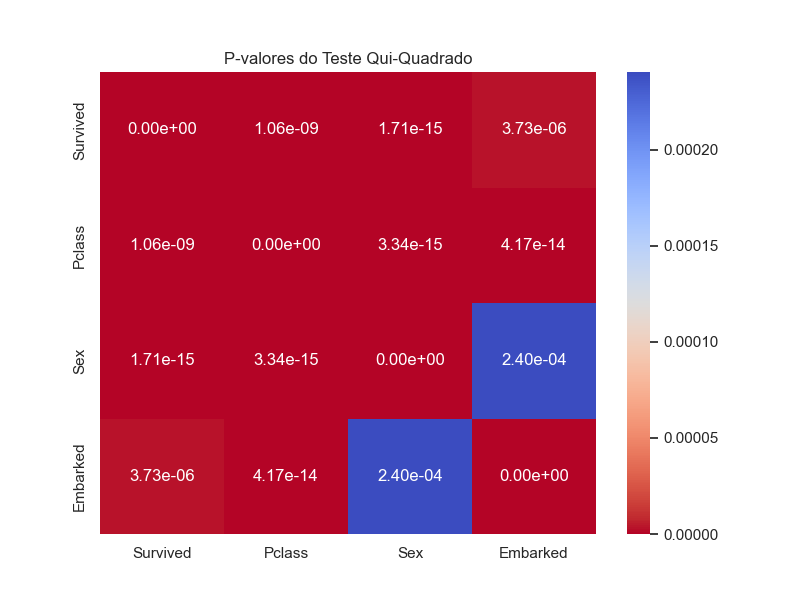 P-valores do Teste Qui-Quadrado
Survived
0.00e+00 1.06e-09 1.71e-15 3.73e-06
Pclass
1.06e-09 0.00e+00 3.34e-15 4.17e-14
Sex
1.71e-15 3.34e-15 0.00e+00 2.40e-04
Embarked
3.73e-06 4.17e-14 2.40e-04 0.00e+00
Survived Pclass Sex Embarked
0.00020
0.00015
0.00010
0.00005
0.00000